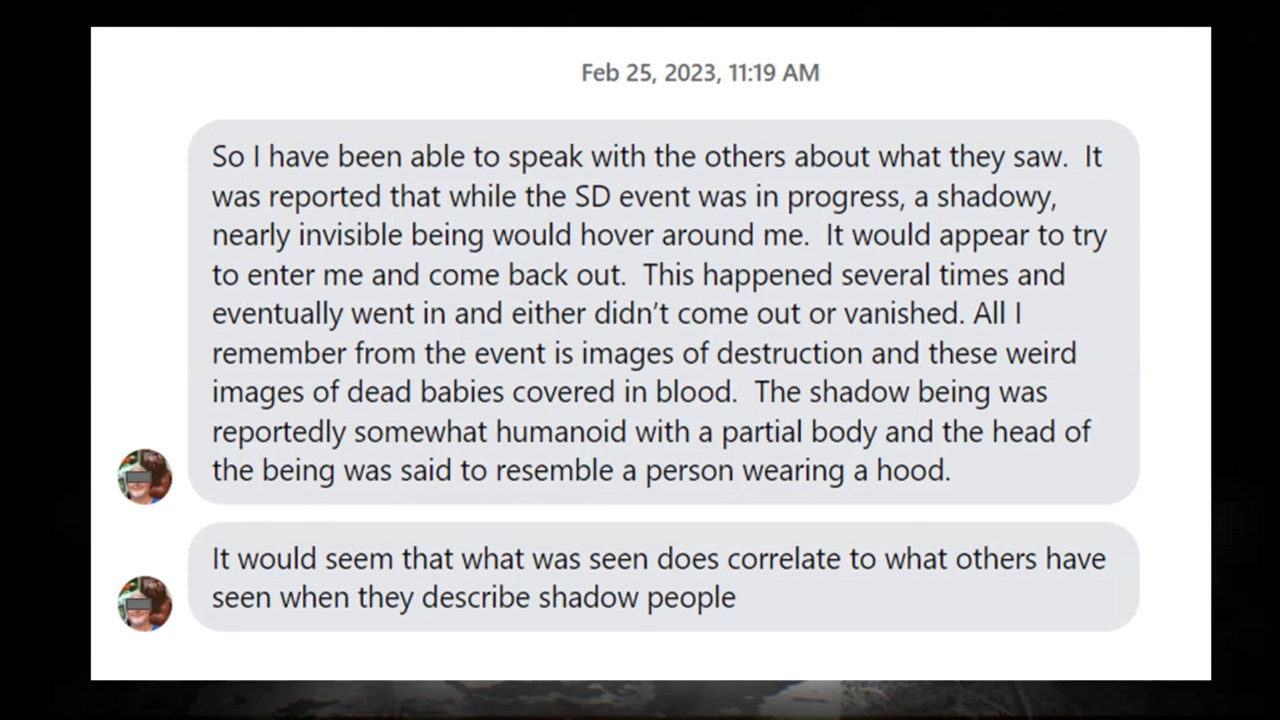 Feb 25, 2023, 11:19 AM
So I have been able to speak with the others about what they saw.  It
was reported that while the SD event was in progress, a shadowy,
nearly invisible being would hover around me.  It would appear to try
to enter me and come back out.  This happened several times and
eventually went in and either didn’t come out or vanished. All I
remember from the event is images of destruction and these weird
images of dead babies covered in blood.  The shadow being was
reportedly somewhat humanoid with a partial body and the head of
the being was said to resemble a person wearing a hood.
It would seem that what was seen does correlate to what others have
seen when they describe shadow people